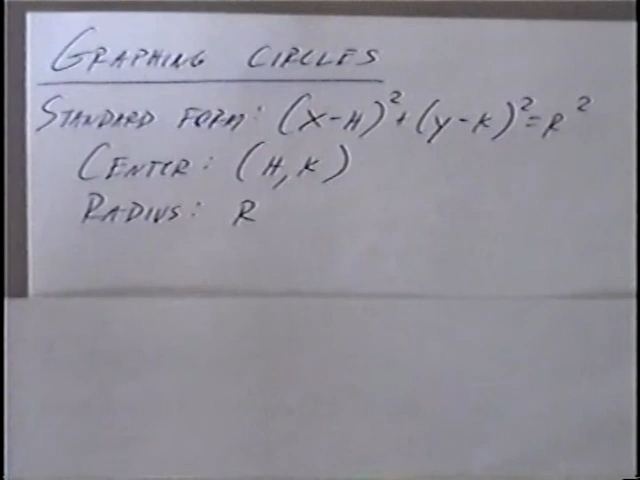 GRAPHING CIRCLES
STANDARD FORM: (X-H)²+(Y-K)²=R²
CENTER: (H,K)
RADIUS: R